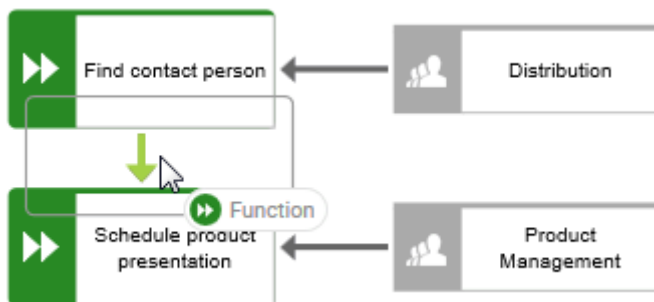 Find contact person
Distribution
Function
Schedule product
presentation
Product
Management